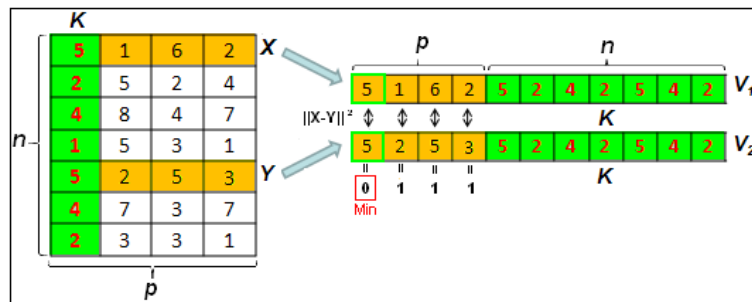 K
5 1 6 2 X
2 5 2 4
4 8 4 7
1 5 3 1
5 2 5 3 Y
4 7 3 7
2 3 3 1
n
p
p n
5 1 6 2 5 2 4 2 5 4 2 V1
||X-Y||² K
5 2 5 3 5 2 4 2 5 4 2 V2
= = = = K
0 1 1 1
Min